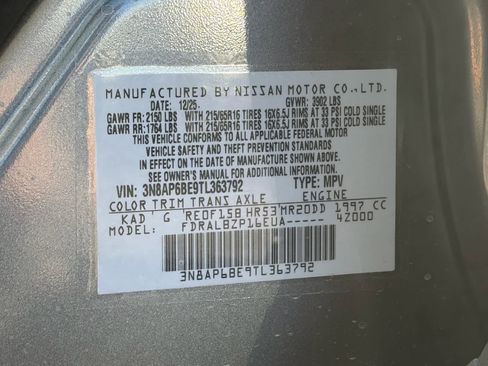 MANUFACTURED BY NISSAN MOTOR CO.,LTD.
DATE: 12/25. GVWR: 3902 LBS
GAWR FR: 2150 LBS WITH 215/65R16 TIRES 16X6.5J RIMS AT 33 PSI COLD SINGLE
GAWR RR: 1764 LBS WITH 215/65R16 TIRES 16X6.5J RIMS AT 33 PSI COLD SINGLE
THIS VEHICLE CONFORMS TO ALL APPLICABLE FEDERAL MOTOR
VEHICLE SAFETY AND THEFT PREVENTION STANDARDS
IN EFFECT ON THE DATE OF MANUFACTURE SHOWN ABOVE.
SEE OWNER'S MANUAL FOR ADDITIONAL INFORMATION.
VIN: 3N8AP6BE9TL363792 TYPE: MPV
COLOR TRIM TRANS AXLE ENGINE
KAD G RE0F15B HR53 MR20DD 1997 CC
MODEL: FDRALBZP16EUA----- 4Z000
3N8AP6BE9TL363792